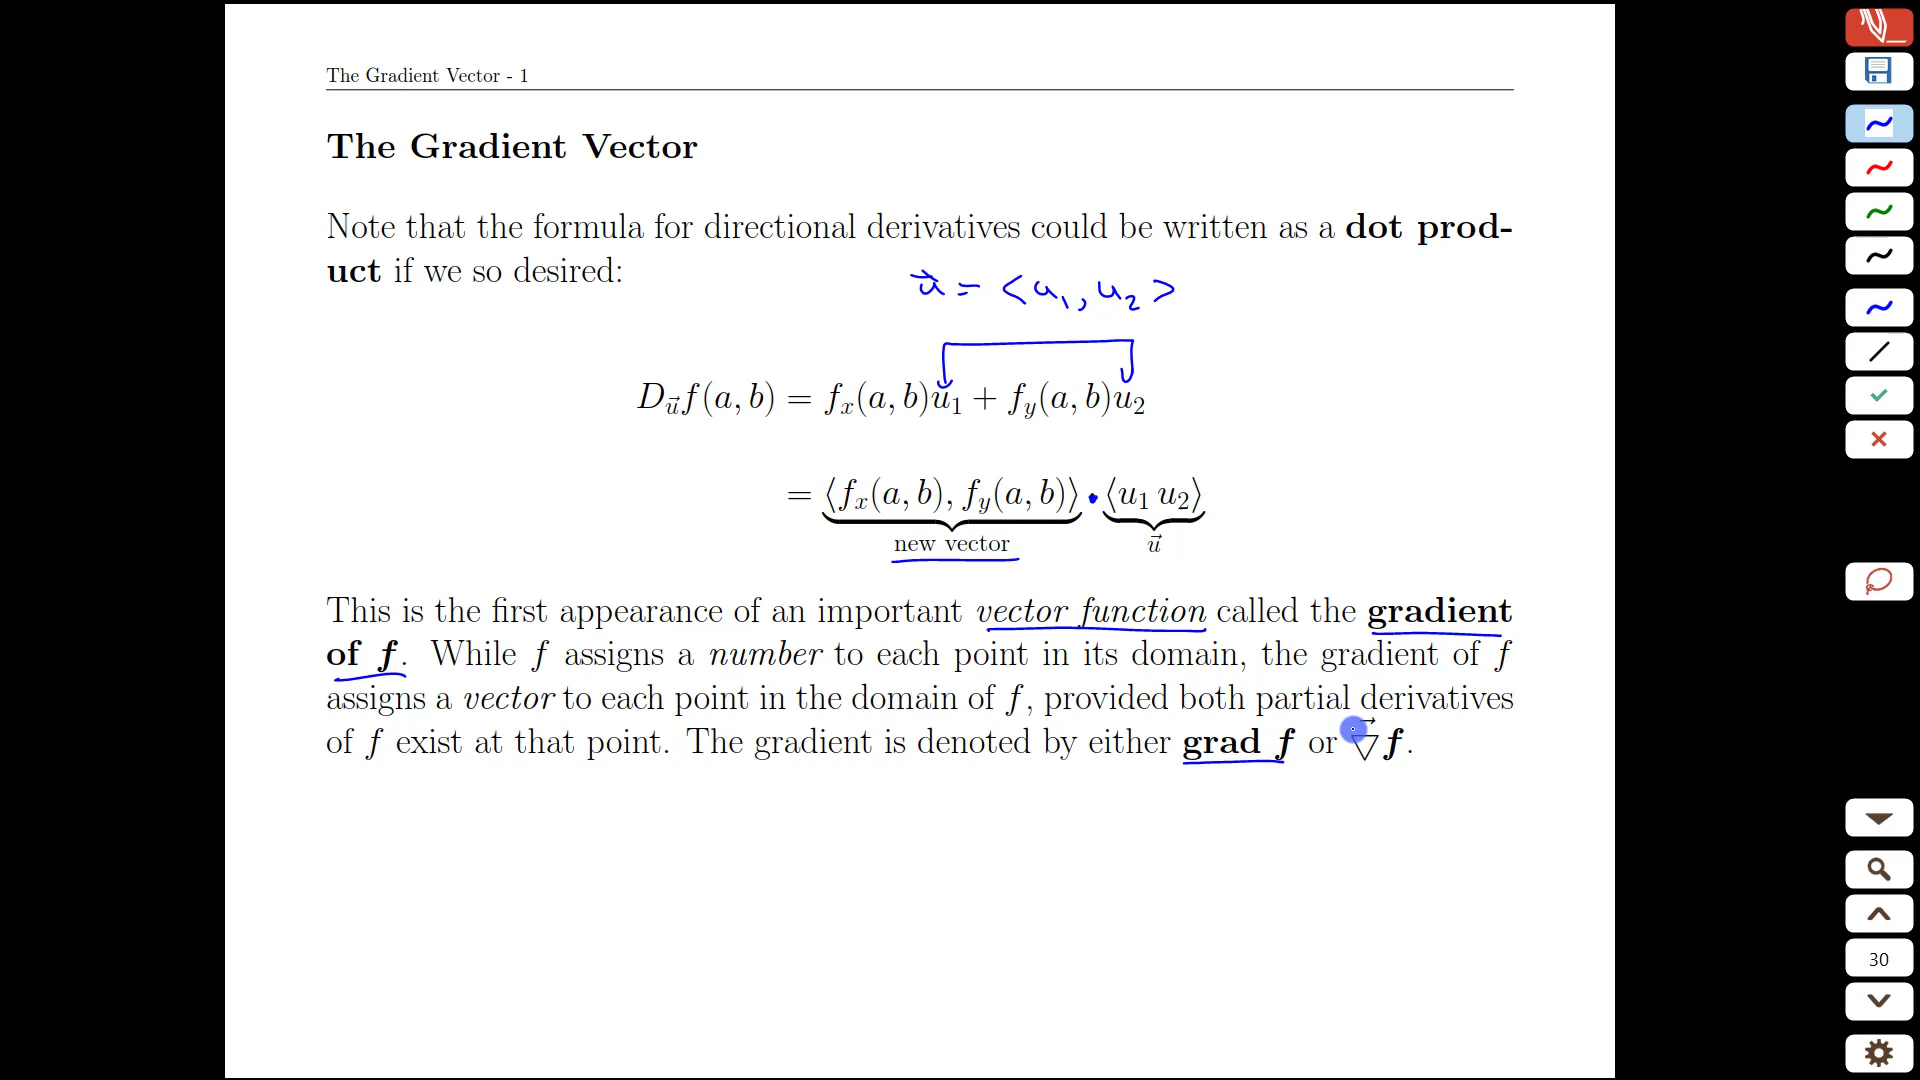 The Gradient Vector - 1
The Gradient Vector
Note that the formula for directional derivatives could be written as a dot prod-
uct if we so desired:
u⃗ = <u₁, u₂>
D_u⃗ f(a, b) = fₓ(a, b)u₁ + f_y(a, b)u₂
= ⟨fₓ(a, b), f_y(a, b)⟩ • ⟨u₁ u₂⟩
new vector u⃗
This is the first appearance of an important vector function called the gradient
of f. While f assigns a number to each point in its domain, the gradient of f
assigns a vector to each point in the domain of f, provided both partial derivatives
of f exist at that point. The gradient is denoted by either grad f or ▽⃗f.
30